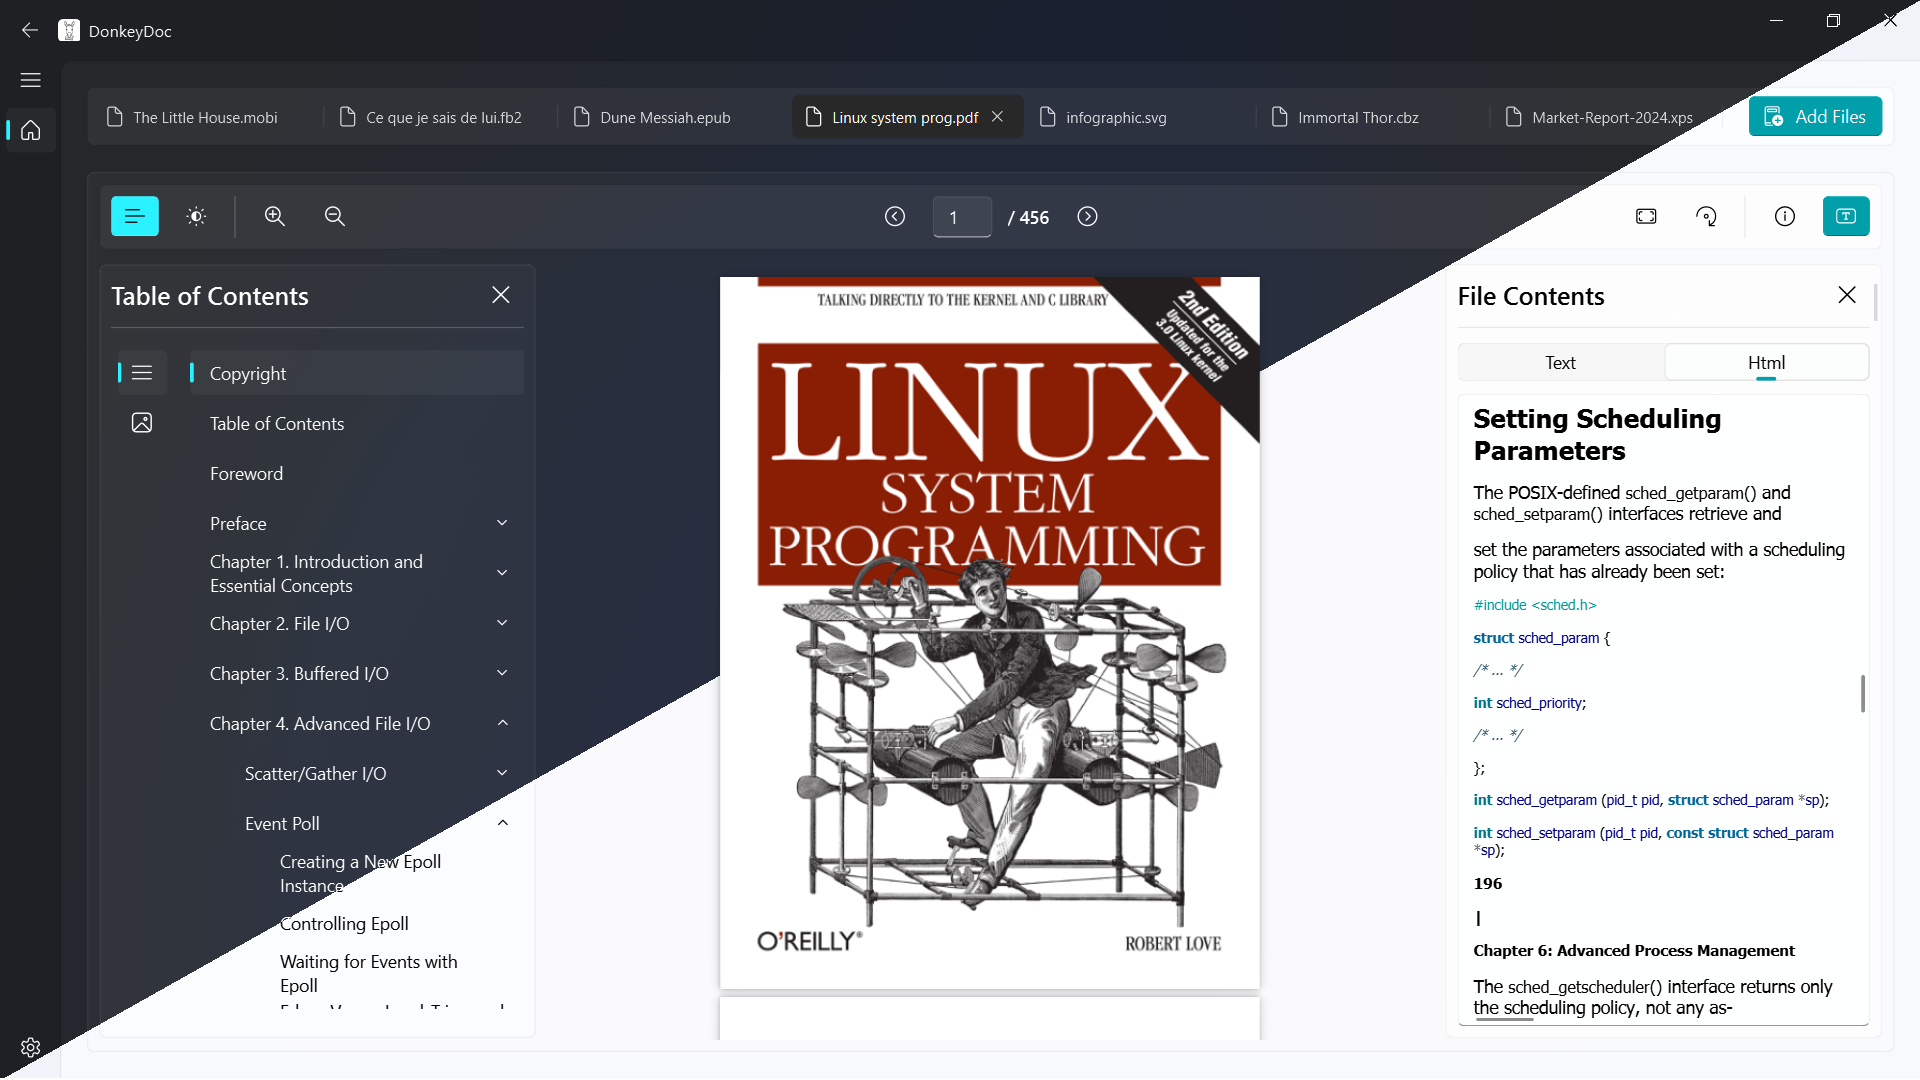 DonkeyDoc
The Little House.mobi
Ce que je sais de lui.fb2
Dune Messiah.epub
Linux system prog.pdf
infographic.svg
Immortal Thor.cbz
Market-Report-2024.xps
Add Files
1 / 456
Table of Contents
Copyright
Table of Contents
Foreword
Preface
Chapter 1. Introduction and
Essential Concepts
Chapter 2. File I/O
Chapter 3. Buffered I/O
Chapter 4. Advanced File I/O
Scatter/Gather I/O
Event Poll
Creating a New Epoll
Instance
Controlling Epoll
Waiting for Events with
Epoll
TALKING DIRECTLY TO THE KERNEL AND C LIBRARY
2nd Edition
Updated for the
3.0 Linux kernel
LINUX
SYSTEM
PROGRAMMING
O'REILLY®
ROBERT LOVE
File Contents
Text
Html
Setting Scheduling
Parameters
The POSIX-defined sched_getparam() and
sched_setparam() interfaces retrieve and
set the parameters associated with a scheduling
policy that has already been set:
#include <sched.h>
struct sched_param {
/* ... */
int sched_priority;
/* ... */
};
int sched_getparam (pid_t pid, struct sched_param *sp);
int sched_setparam (pid_t pid, const struct sched_param
*sp);
196
|
Chapter 6: Advanced Process Management
The sched_getscheduler() interface returns only
the scheduling policy, not any as-